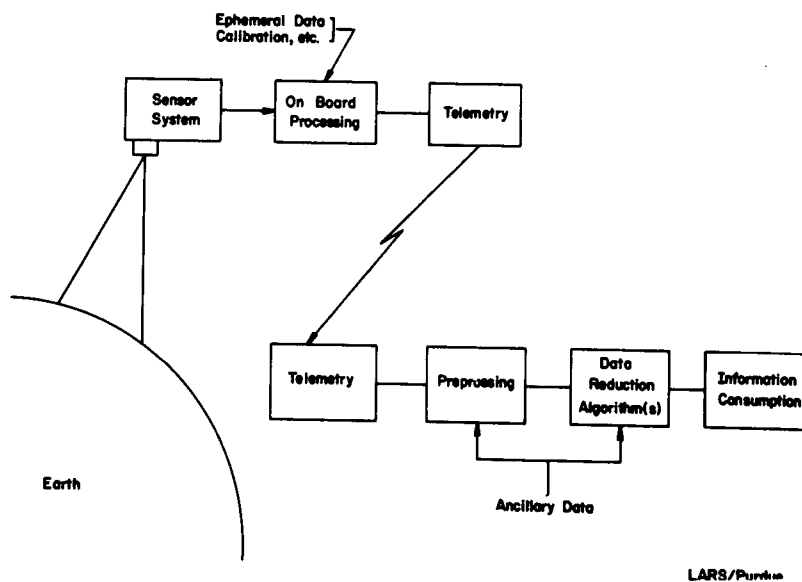 Ephemeral Data
Calibration, etc.
Sensor
System
On Board
Processing
Telemetry
Telemetry
Preprossing
Data
Reduction
Algorithm(s)
Information
Consumption
Earth
Ancillary Data
LARS/Purdue